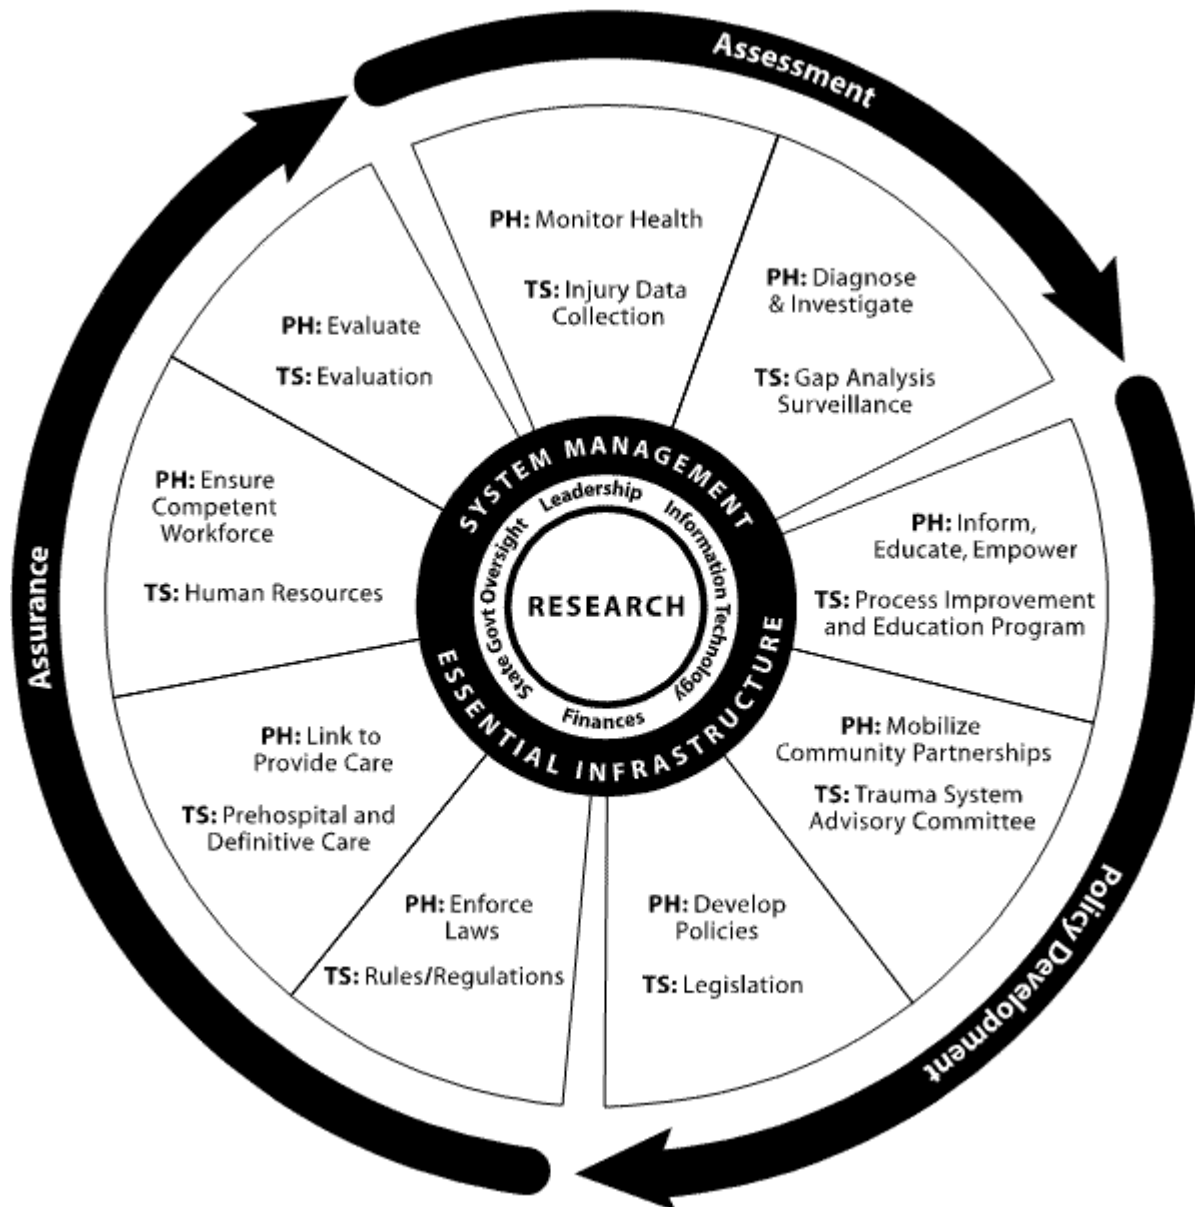 Assessment
PH: Monitor Health
TS: Injury Data
Collection
PH: Diagnose
& Investigate
TS: Gap Analysis
Surveillance
Policy Development
PH: Inform,
Educate, Empower
TS: Process Improvement
and Education Program
PH: Mobilize
Community Partnerships
TS: Trauma System
Advisory Committee
PH: Develop
Policies
TS: Legislation
Assurance
PH: Enforce
Laws
TS: Rules/Regulations
PH: Link to
Provide Care
TS: Prehospital and
Definitive Care
PH: Ensure
Competent
Workforce
TS: Human Resources
PH: Evaluate
TS: Evaluation
SYSTEM MANAGEMENT
ESSENTIAL INFRASTRUCTURE
Leadership
Information Technology
Finances
State Govt Oversight
RESEARCH